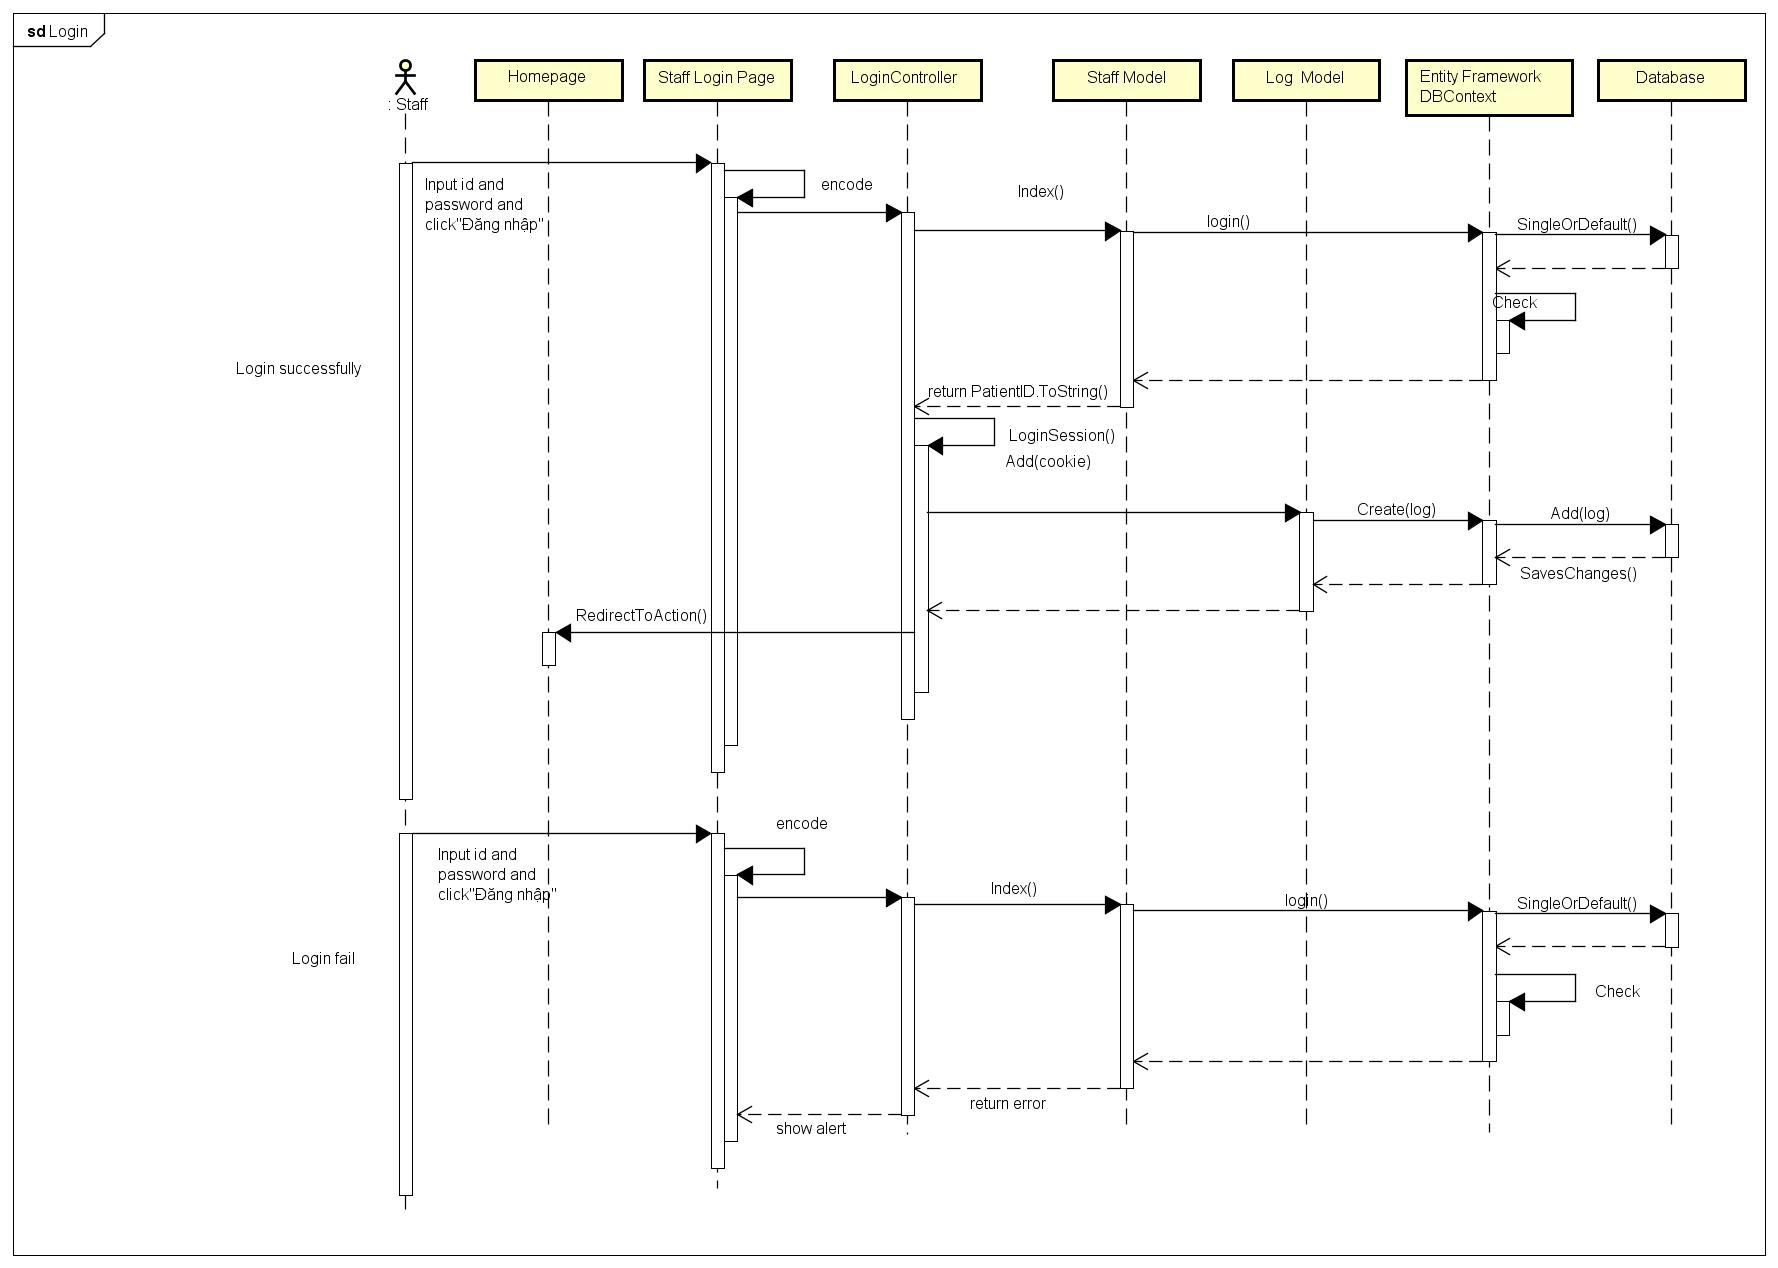 sd Login
: Staff
Homepage
Staff Login Page
LoginController
Staff Model
Log Model
Entity Framework
DBContext
Database
Input id and
password and
click"Đăng nhập"
encode
Index()
login()
SingleOrDefault()
Check
Login successfully
return PatientID.ToString()
LoginSession()
Add(cookie)
Create(log)
Add(log)
SavesChanges()
RedirectToAction()
encode
Input id and
password and
click"Đăng nhập"
Index()
login()
SingleOrDefault()
Login fail
Check
return error
show alert